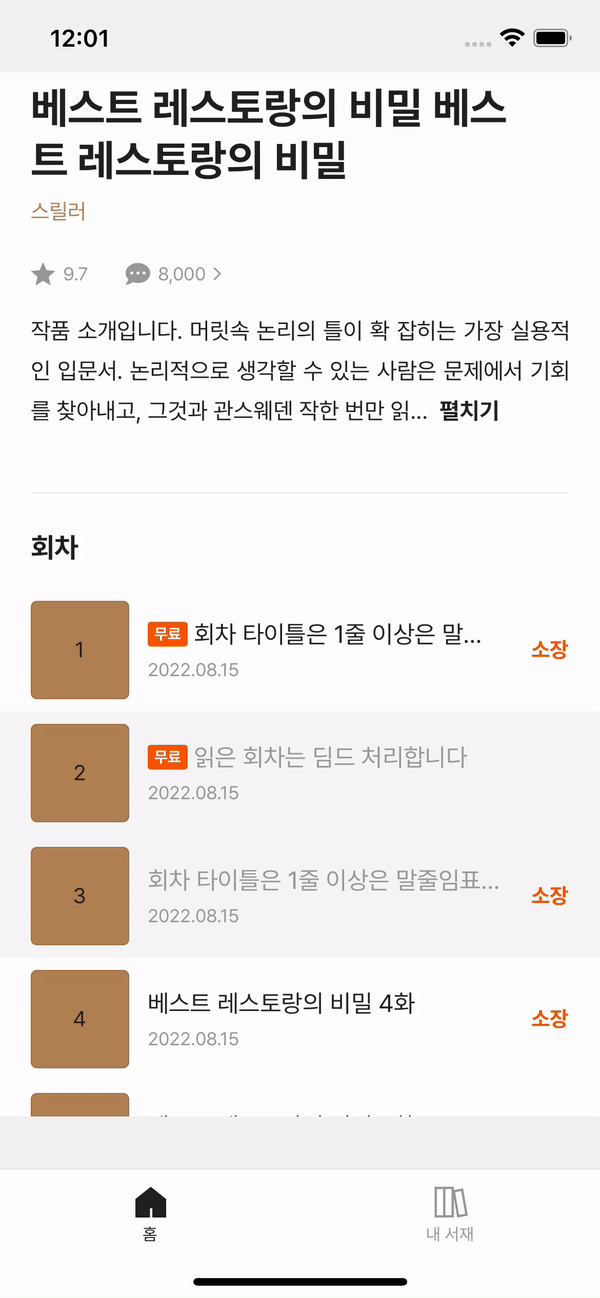 12:01
베스트 레스토랑의 비밀 베스
트 레스토랑의 비밀
스릴러
9.7
8,000
작품 소개입니다. 머릿속 논리의 틀이 확 잡히는 가장 실용적
인 입문서. 논리적으로 생각할 수 있는 사람은 문제에서 기회
를 찾아내고, 그것과 관스웨덴 작한 번만 읽... 펼치기
회차
1
무료 회차 타이틀은 1줄 이상은 말...
2022.08.15
소장
2
무료 읽은 회차는 딤드 처리합니다
2022.08.15
3
회차 타이틀은 1줄 이상은 말줄임표...
2022.08.15
소장
4
베스트 레스토랑의 비밀 4화
2022.08.15
소장
홈
내 서재